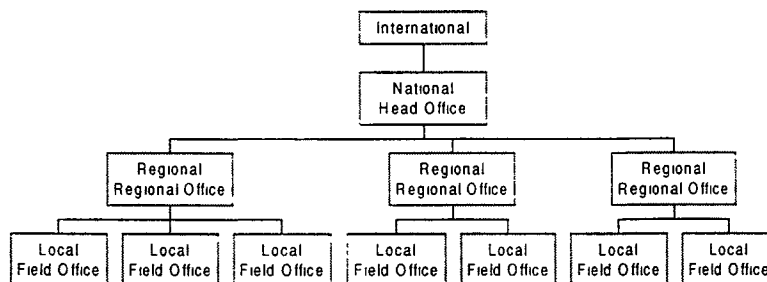 International
National
Head Office
Regional
Regional Office
Regional
Regional Office
Regional
Regional Office
Local
Field Office
Local
Field Office
Local
Field Office
Local
Field Office
Local
Field Office
Local
Field Office
Local
Field Office